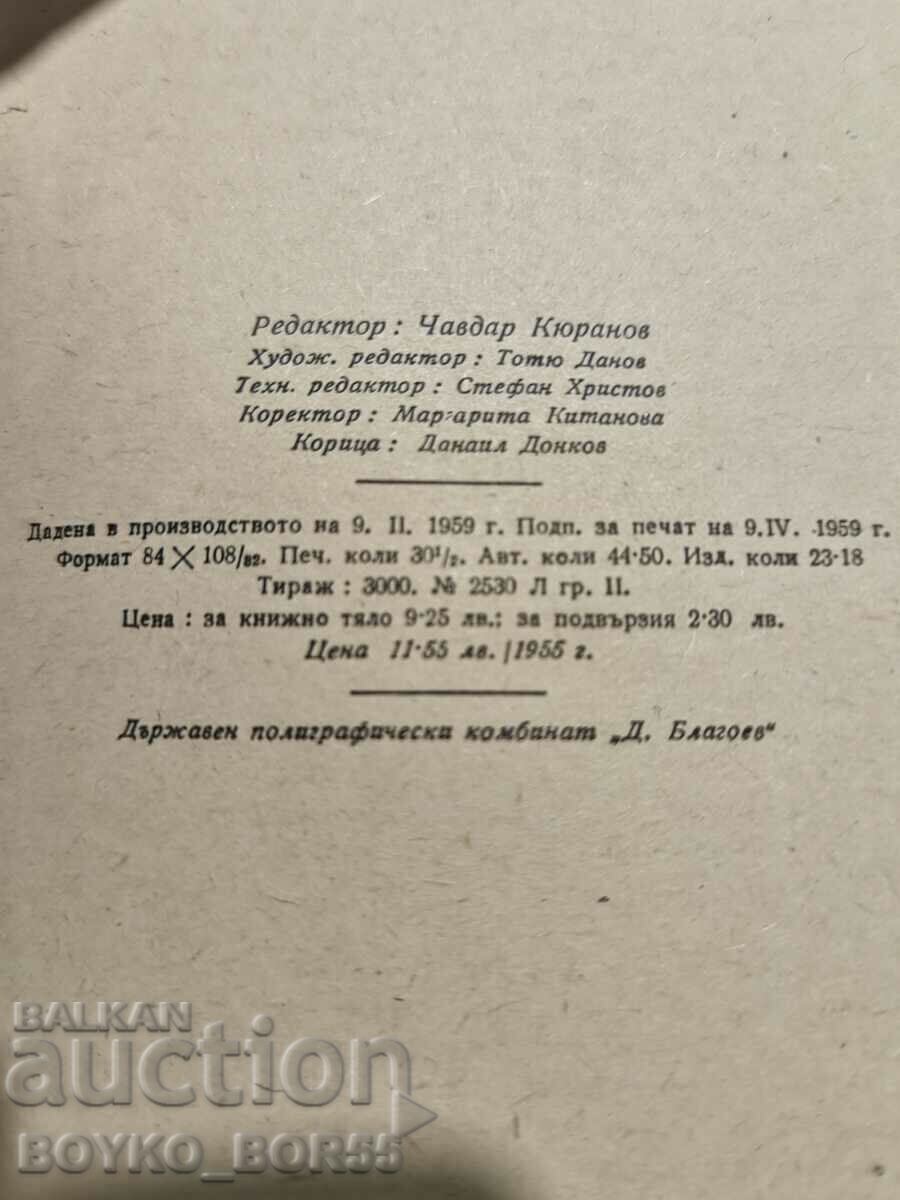 Редактор: Чавдар Кюранов
Худож. редактор: Тотю Данов
Техн. редактор: Стефан Христов
Коректор: Маргарита Китанова
Корица: Данаил Донков
Дадена в производството на 9. II. 1959 г. Подп. за печат на 9.IV. 1959 г.
Формат 84 X 108/32. Печ. коли 30¹/₂. Авт. коли 44·50. Изд. коли 23·18
Тираж: 3000. № 2530 Л гр. II.
Цена: за книжно тяло 9·25 лв.; за подвързия 2·30 лв.
Цена 11·55 лв. / 1955 г.
Държавен полиграфически комбинат „Д. Благоев“
BALKAN
auction
BOYKO_BOR55